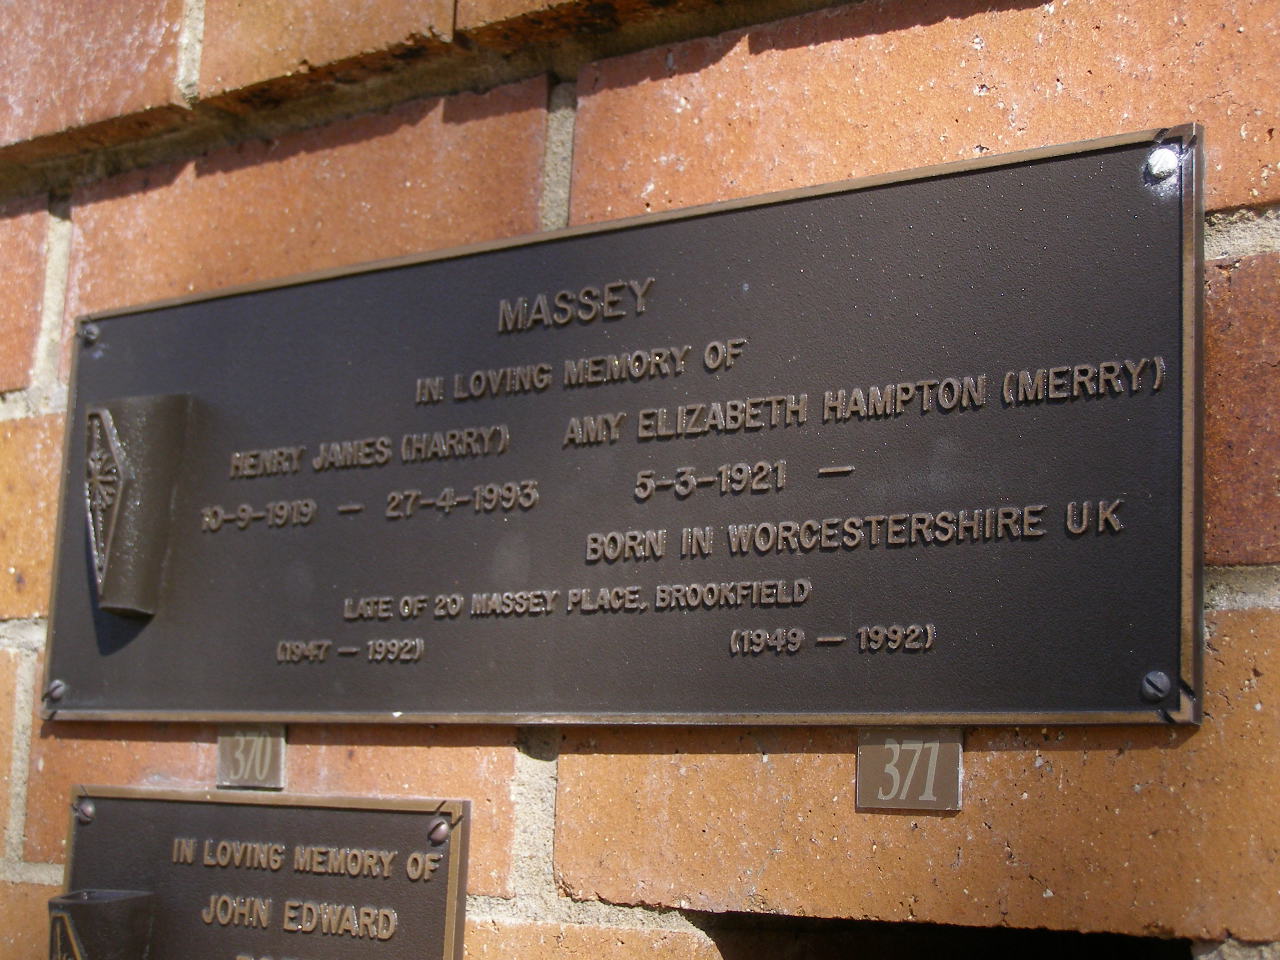 MASSEY
IN LOVING MEMORY OF
HENRY JAMES (HARRY) AMY ELIZABETH HAMPTON (MERRY)
10-9-1919 — 27-4-1993 5-3-1921 —
BORN IN WORCESTERSHIRE UK
LATE OF 20 MASSEY PLACE, BROOKFIELD
(1947 — 1992) (1949 — 1992)
370 371
IN LOVING MEMORY OF
JOHN EDWARD